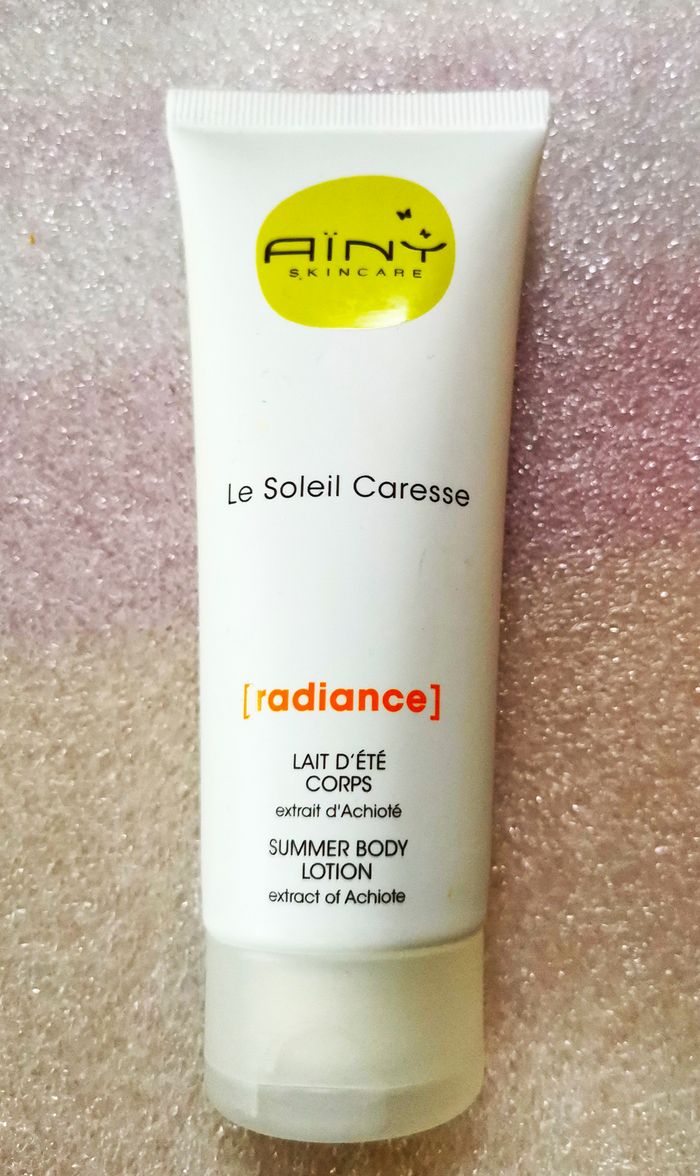 AÏNY
SKINCARE
Le Soleil Caresse
[radiance]
LAIT D'ÉTÉ
CORPS
extrait d'Achioté
SUMMER BODY
LOTION
extract of Achiote